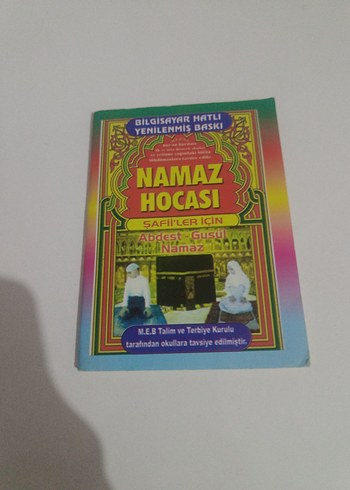 BİLGİSAYAR HATLI
YENİLENMİŞ BASKI
NAMAZ
HOCASI
ŞAFİİ'LER İÇİN
Abdest - Gusül
Namaz
M.E.B Talim ve Terbiye Kurulu
tarafından okullara tavsiye edilmiştir.